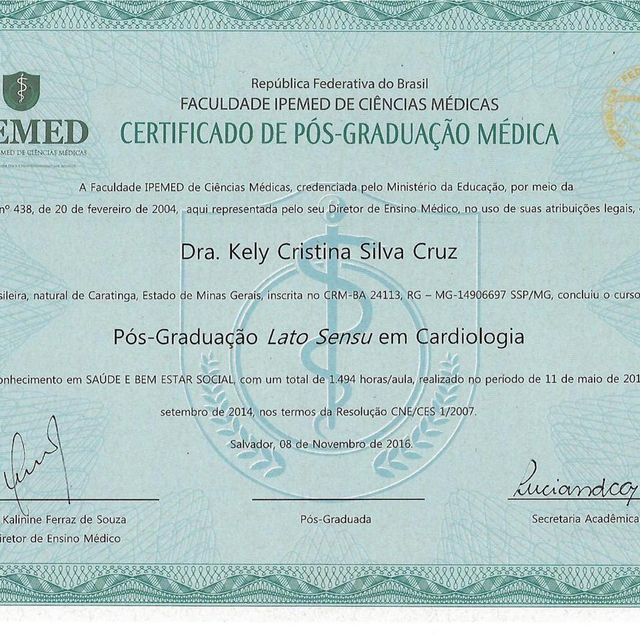 República Federativa do Brasil
FACULDADE IPEMED DE CIÊNCIAS MÉDICAS
CERTIFICADO DE PÓS-GRADUAÇÃO MÉDICA
PEMED
MED DE CIÊNCIAS MÉDICAS
A Faculdade IPEMED de Ciências Médicas, credenciada pelo Ministério da Educação, por meio da
nº 438, de 20 de fevereiro de 2004, aqui representada pelo seu Diretor de Ensino Médico, no uso de suas atribuições legais,
Dra. Kely Cristina Silva Cruz
sileira, natural de Caratinga, Estado de Minas Gerais, inscrita no CRM-BA 24113, RG – MG-14906697 SSP/MG, concluiu o curso
Pós-Graduação Lato Sensu em Cardiologia
onhecimento em SAÚDE E BEM ESTAR SOCIAL, com um total de 1.494 horas/aula, realizado no período de 11 de maio de 201
setembro de 2014, nos termos da Resolução CNE/CES 1/2007.
Salvador, 08 de Novembro de 2016.
Kalinine Ferraz de Souza
iretor de Ensino Médico
Pós-Graduada
Secretaria Acadêmica